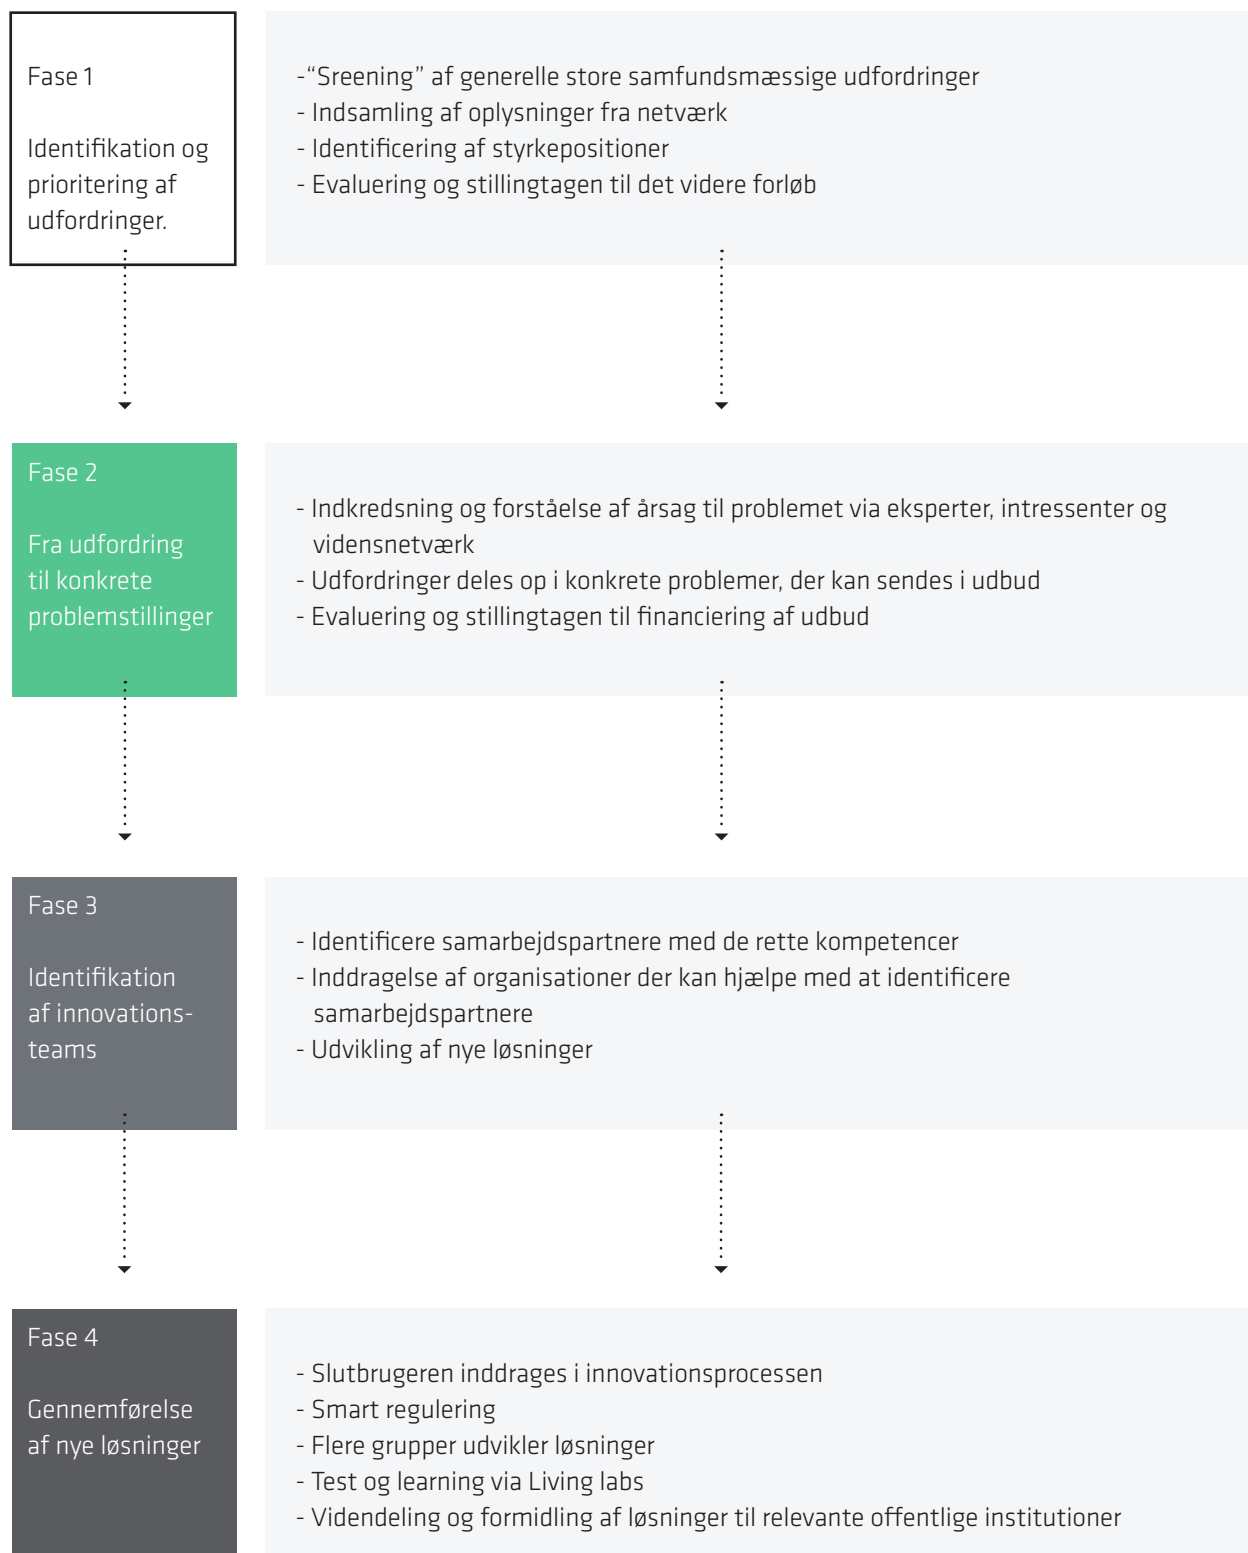 Fase 1
Identifikation og
prioritering af
udfordringer.
-“Sreening” af generelle store samfundsmæssige udfordringer
- Indsamling af oplysninger fra netværk
- Identificering af styrkepositioner
- Evaluering og stillingtagen til det videre forløb
Fase 2
Fra udfordring
til konkrete
problemstillinger
- Indkredsning og forståelse af årsag til problemet via eksperter, intressenter og
vidensnetværk
- Udfordringer deles op i konkrete problemer, der kan sendes i udbud
- Evaluering og stillingtagen til financiering af udbud
Fase 3
Identifikation
af innovations-
teams
- Identificere samarbejdspartnere med de rette kompetencer
- Inddragelse af organisationer der kan hjælpe med at identificere
samarbejdspartnere
- Udvikling af nye løsninger
Fase 4
Gennemførelse
af nye løsninger
- Slutbrugeren inddrages i innovationsprocessen
- Smart regulering
- Flere grupper udvikler løsninger
- Test og learning via Living labs
- Videndeling og formidling af løsninger til relevante offentlige institutioner